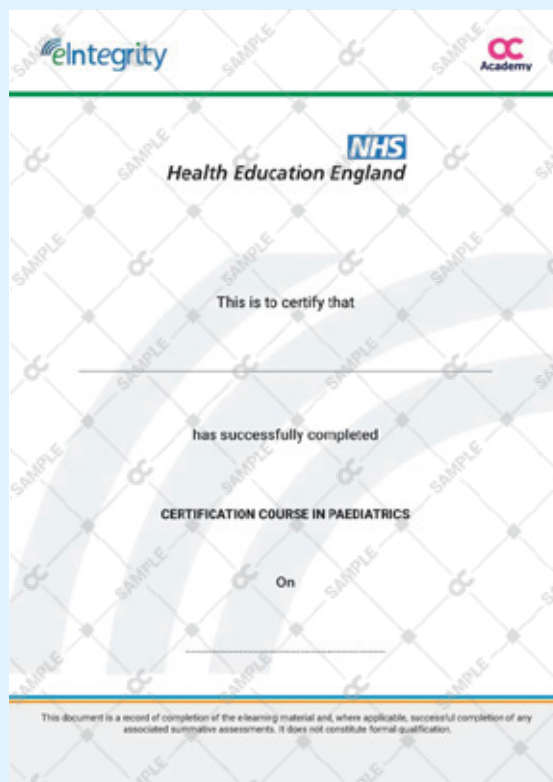 eIntegrity
OC
Academy
NHS
Health Education England
This is to certify that
has successfully completed
CERTIFICATION COURSE IN PAEDIATRICS
On
This document is a record of completion of the elearning material and, where applicable, successful completion of any
associated summative assessments. It does not constitute formal qualification.
SAMPLE